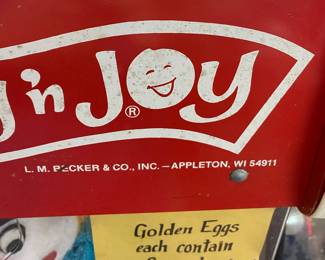 'n Joy®
L. M. BECKER & CO., INC. — APPLETON, WI 54911
Golden Eggs
each contain